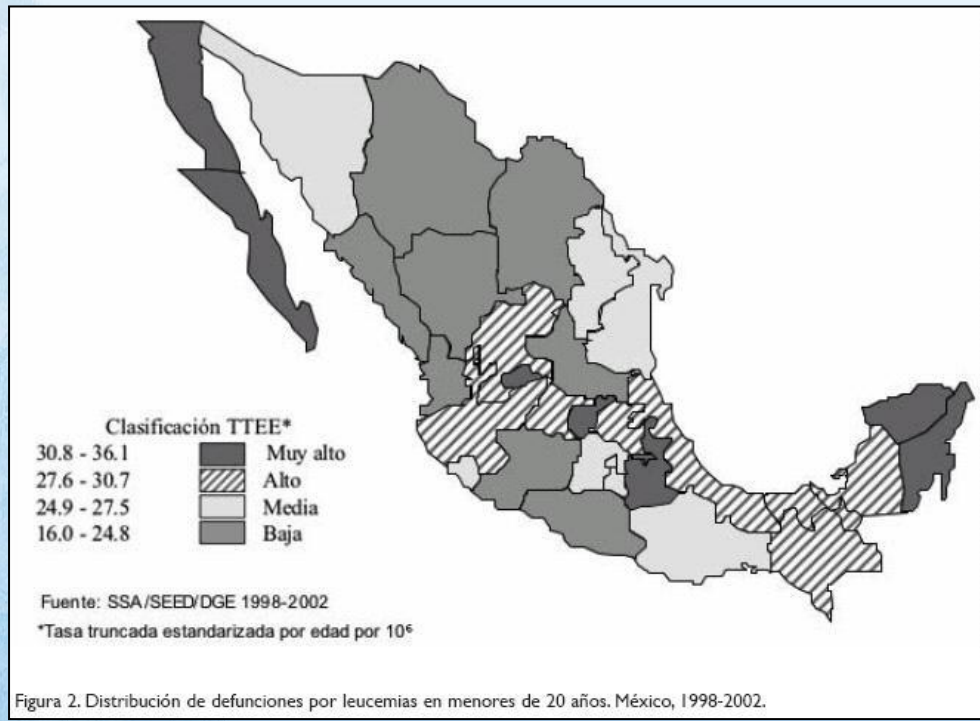 Clasificación TTEE*
30.8 - 36.1 Muy alto
27.6 - 30.7 Alto
24.9 - 27.5 Media
16.0 - 24.8 Baja
Fuente: SSA/SEED/DGE 1998-2002
*Tasa truncada estandarizada por edad por 10⁶
Figura 2. Distribución de defunciones por leucemias en menores de 20 años. México, 1998-2002.